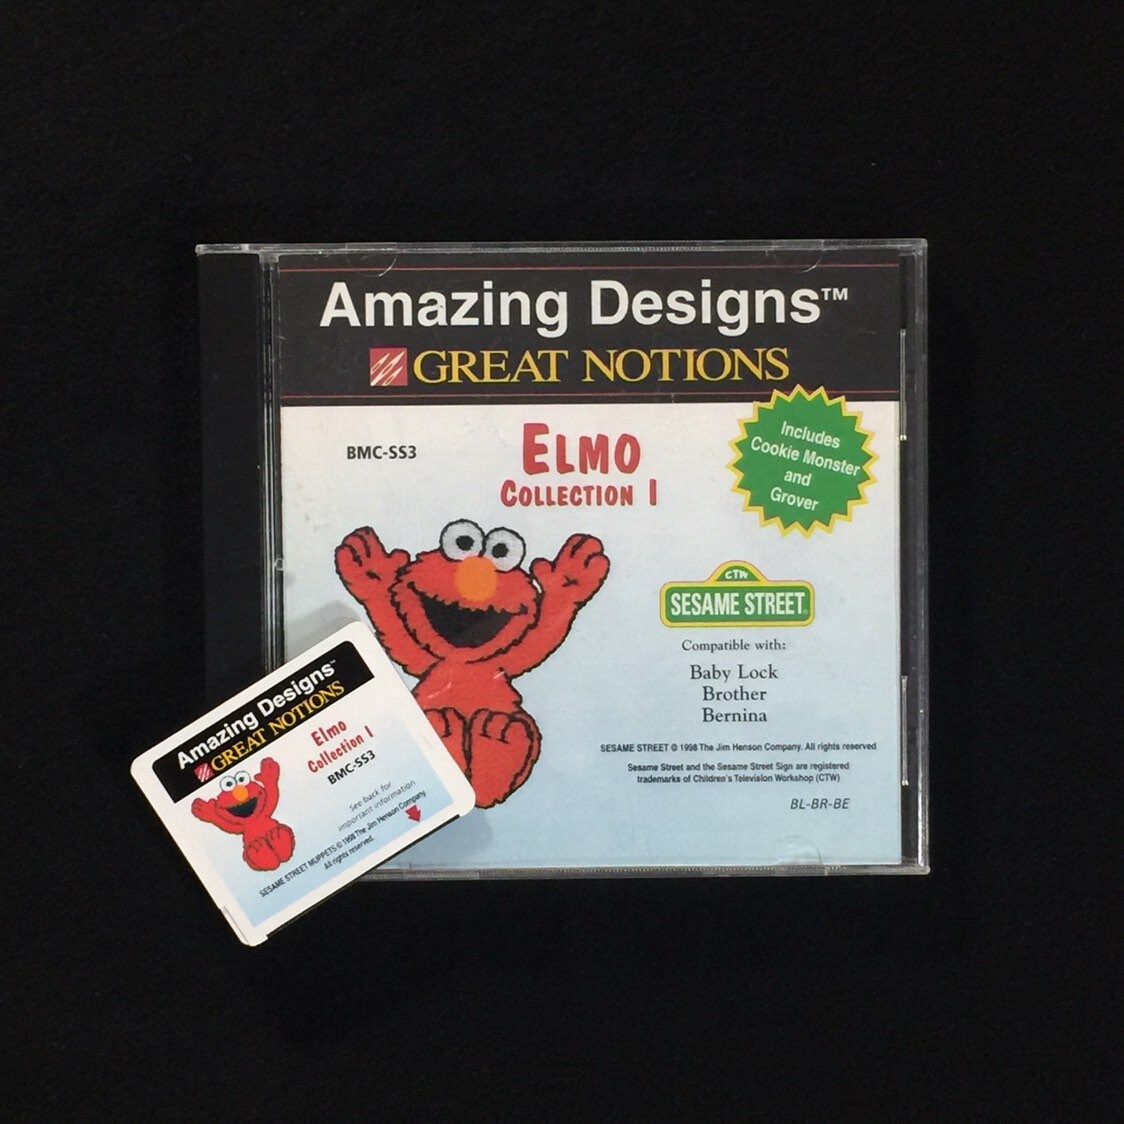 Amazing Designs™
GREAT NOTIONS
BMC-SS3
ELMO
COLLECTION I
Includes
Cookie Monster
and
Grover
CTW
SESAME STREET
Compatible with:
Baby Lock
Brother
Bernina
SESAME STREET © 1998 The Jim Henson Company. All rights reserved
Sesame Street and the Sesame Street Sign are registered
trademarks of Children's Television Workshop (CTW)
BL-BR-BE
Amazing Designs™
GREAT NOTIONS
Elmo
Collection I
BMC-SS3
See back for
important information
SESAME STREET MUPPETS © 1998 The Jim Henson Company.
All rights reserved.